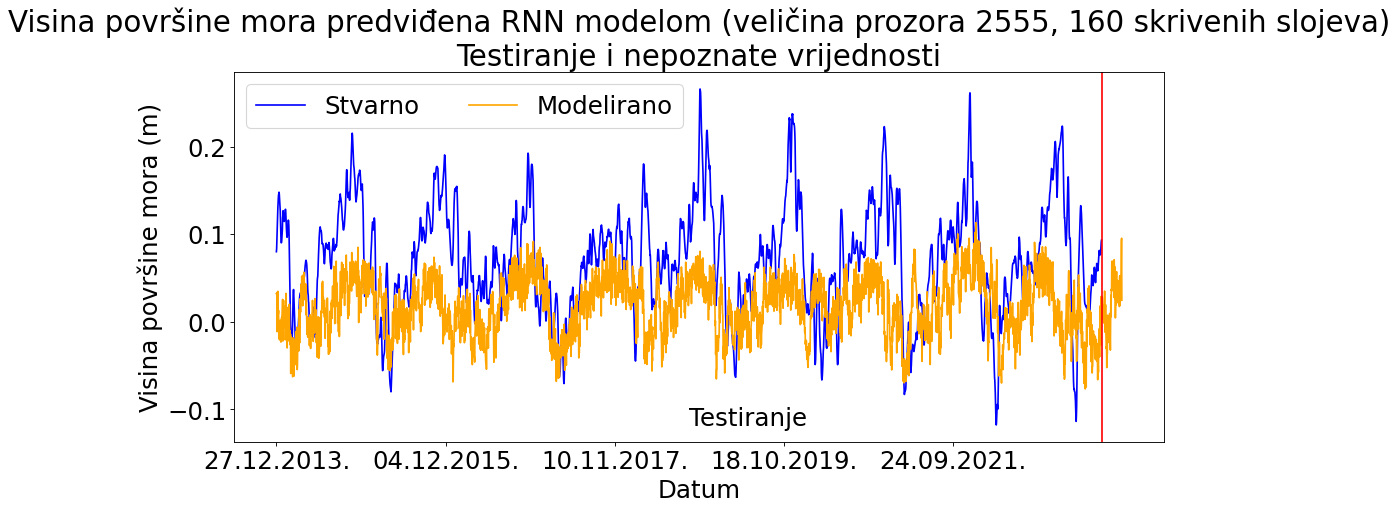 Visina površine mora predviđena RNN modelom (veličina prozora 2555, 160 skrivenih slojeva)
Testiranje i nepoznate vrijednosti
Stvarno Modelirano
Visina površine mora (m)
0.2
0.1
0.0
−0.1
Testiranje
27.12.2013. 04.12.2015. 10.11.2017. 18.10.2019. 24.09.2021.
Datum